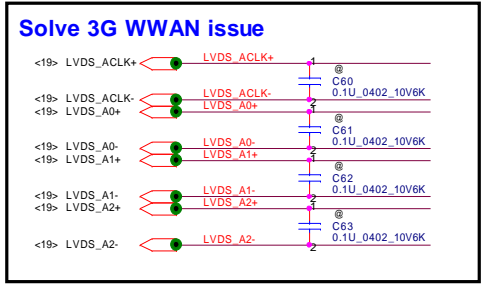 Solve 3G WWAN issue
<19> LVDS_ACLK+ LVDS_ACLK+ 1
@
C60
0.1U_0402_10V6K
<19> LVDS_ACLK- LVDS_ACLK- 2
<19> LVDS_A0+ LVDS_A0+ 1
@
C61
0.1U_0402_10V6K
<19> LVDS_A0- LVDS_A0- 2
<19> LVDS_A1+ LVDS_A1+ 1
@
C62
0.1U_0402_10V6K
<19> LVDS_A1- LVDS_A1- 2
<19> LVDS_A2+ LVDS_A2+ 1
@
C63
0.1U_0402_10V6K
<19> LVDS_A2- LVDS_A2- 2